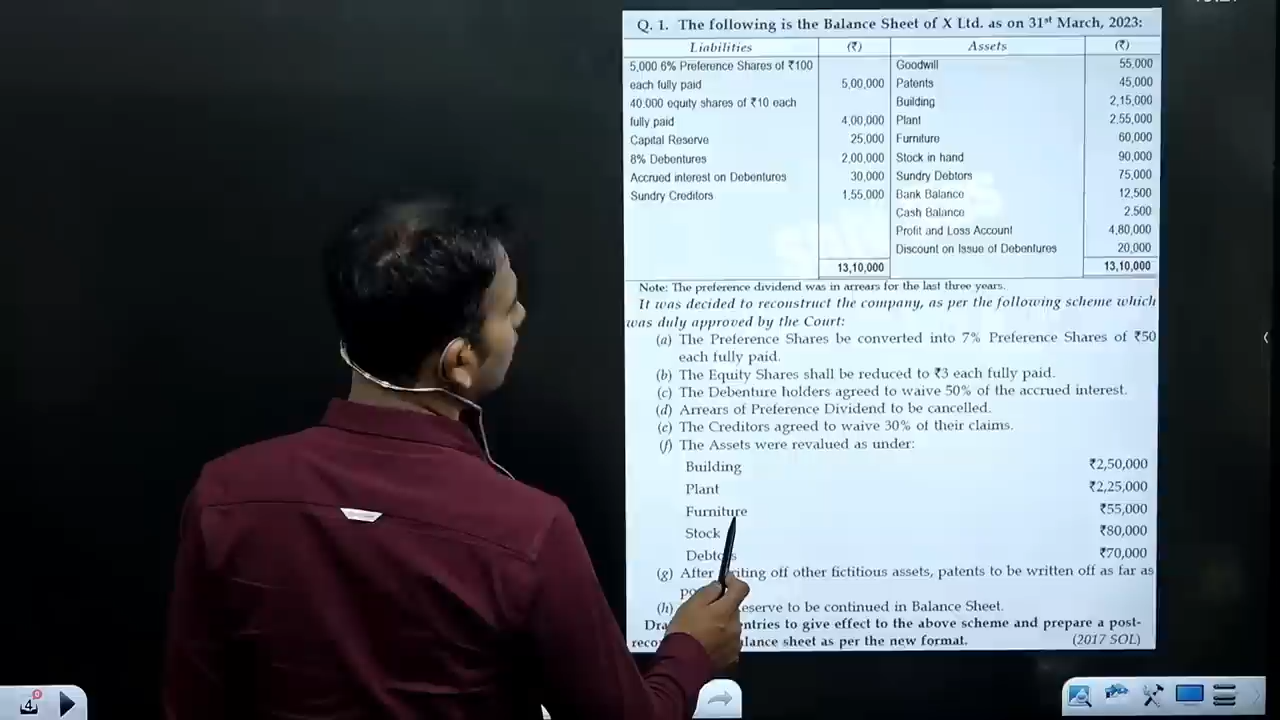 Q. 1. The following is the Balance Sheet of X Ltd. as on 31st March, 2023:
Liabilities (₹) Assets (₹)
5,000 6% Preference Shares of ₹100 Goodwill 55,000
each fully paid 5,00,000 Patents 45,000
40,000 equity shares of ₹10 each Building 2,15,000
fully paid 4,00,000 Plant 2,55,000
Capital Reserve 25,000 Furniture 60,000
8% Debentures 2,00,000 Stock in hand 90,000
Accrued interest on Debentures 30,000 Sundry Debtors 75,000
Sundry Creditors 1,55,000 Bank Balance 12,500
Cash Balance 2,500
Profit and Loss Account 4,80,000
Discount on Issue of Debentures 20,000
13,10,000 13,10,000
Note: The preference dividend was in arrears for the last three years.
It was decided to reconstruct the company, as per the following scheme which
was duly approved by the Court:
(a) The Preference Shares be converted into 7% Preference Shares of ₹50
each fully paid.
(b) The Equity Shares shall be reduced to ₹3 each fully paid.
(c) The Debenture holders agreed to waive 50% of the accrued interest.
(d) Arrears of Preference Dividend to be cancelled.
(e) The Creditors agreed to waive 30% of their claims.
(f) The Assets were revalued as under:
Building ₹2,50,000
Plant ₹2,25,000
Furniture ₹55,000
Stock ₹80,000
Debtors ₹70,000
(g) After writing off other fictitious assets, patents to be written off as far as
(h) eserve to be continued in Balance Sheet.
Dra entries to give effect to the above scheme and prepare a post-
reco lance sheet as per the new format. (2017 SOL)
4